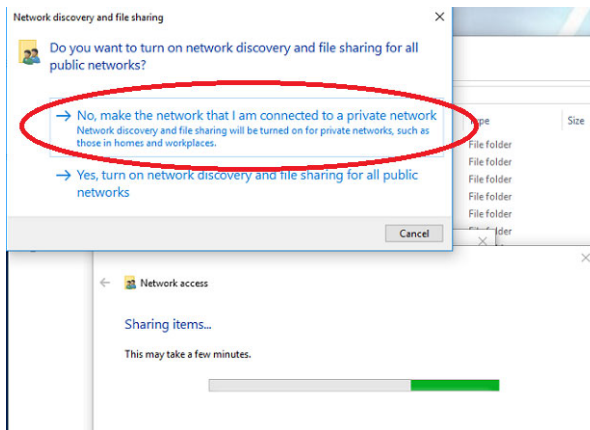 Network discovery and file sharing
Do you want to turn on network discovery and file sharing for all
public networks?
→ No, make the network that I am connected to a private network
Network discovery and file sharing will be turned on for private networks, such as
those in homes and workplaces.
→ Yes, turn on network discovery and file sharing for all public
networks
Cancel
Type
Size
File folder
File folder
File folder
File folder
File folder
File folder
Network access
Sharing items...
This may take a few minutes.